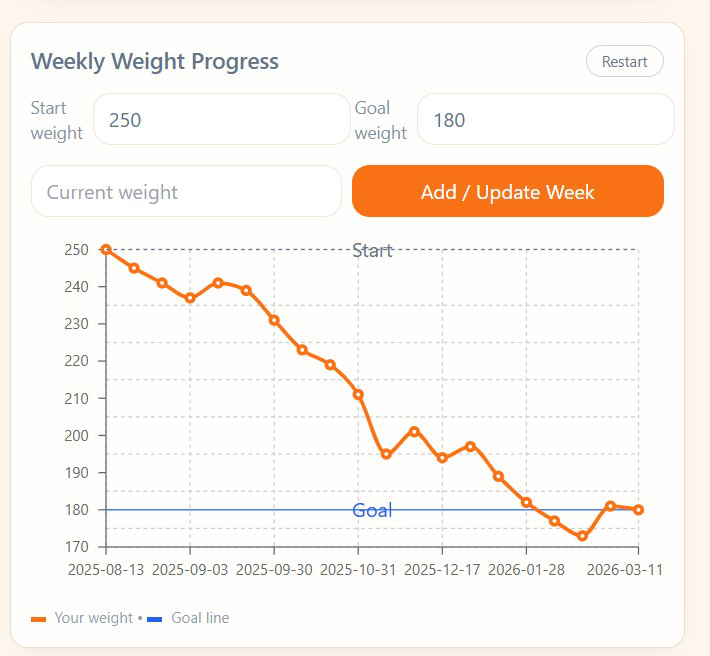 Weekly Weight Progress
Restart
Start
weight
250
Goal
weight
180
Current weight
Add / Update Week
250
Start
240
230
220
210
200
190
180
Goal
170
2025-08-13 2025-09-03 2025-09-30 2025-10-31 2025-12-17 2026-01-28 2026-03-11
Your weight • Goal line